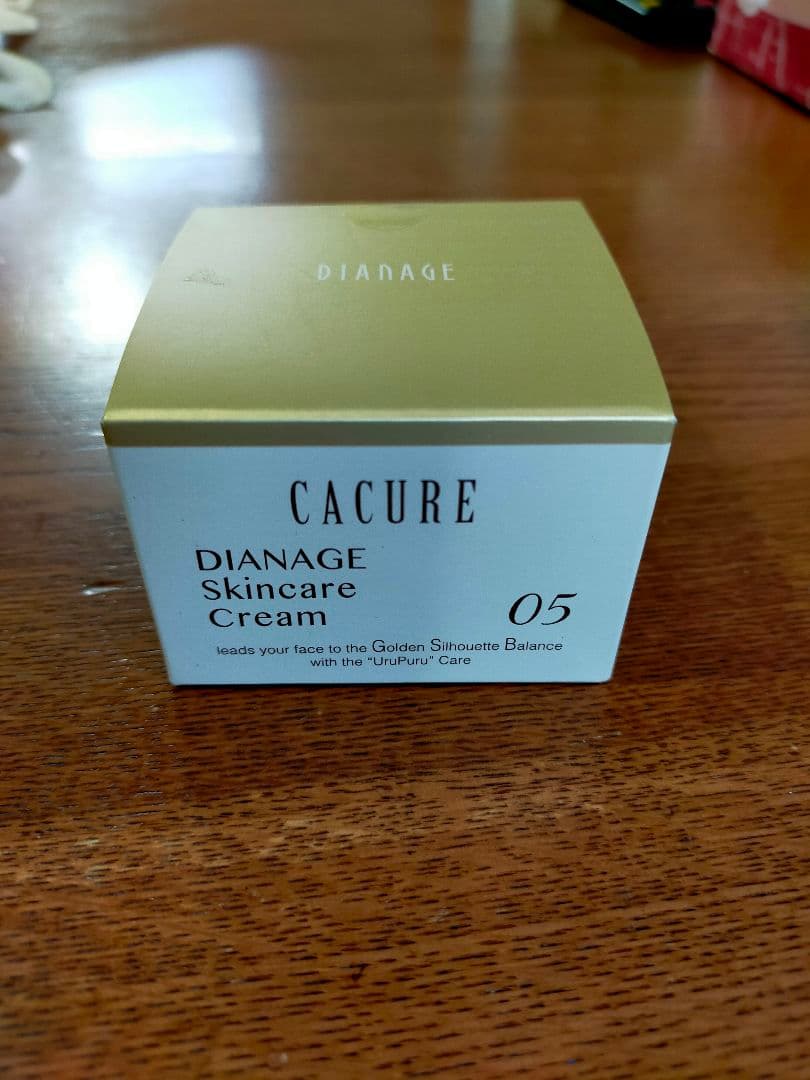 DIANAGE
CACURE
DIANAGE
Skincare
Cream
05
leads your face to the Golden Silhouette Balance
with the "UruPuru" Care